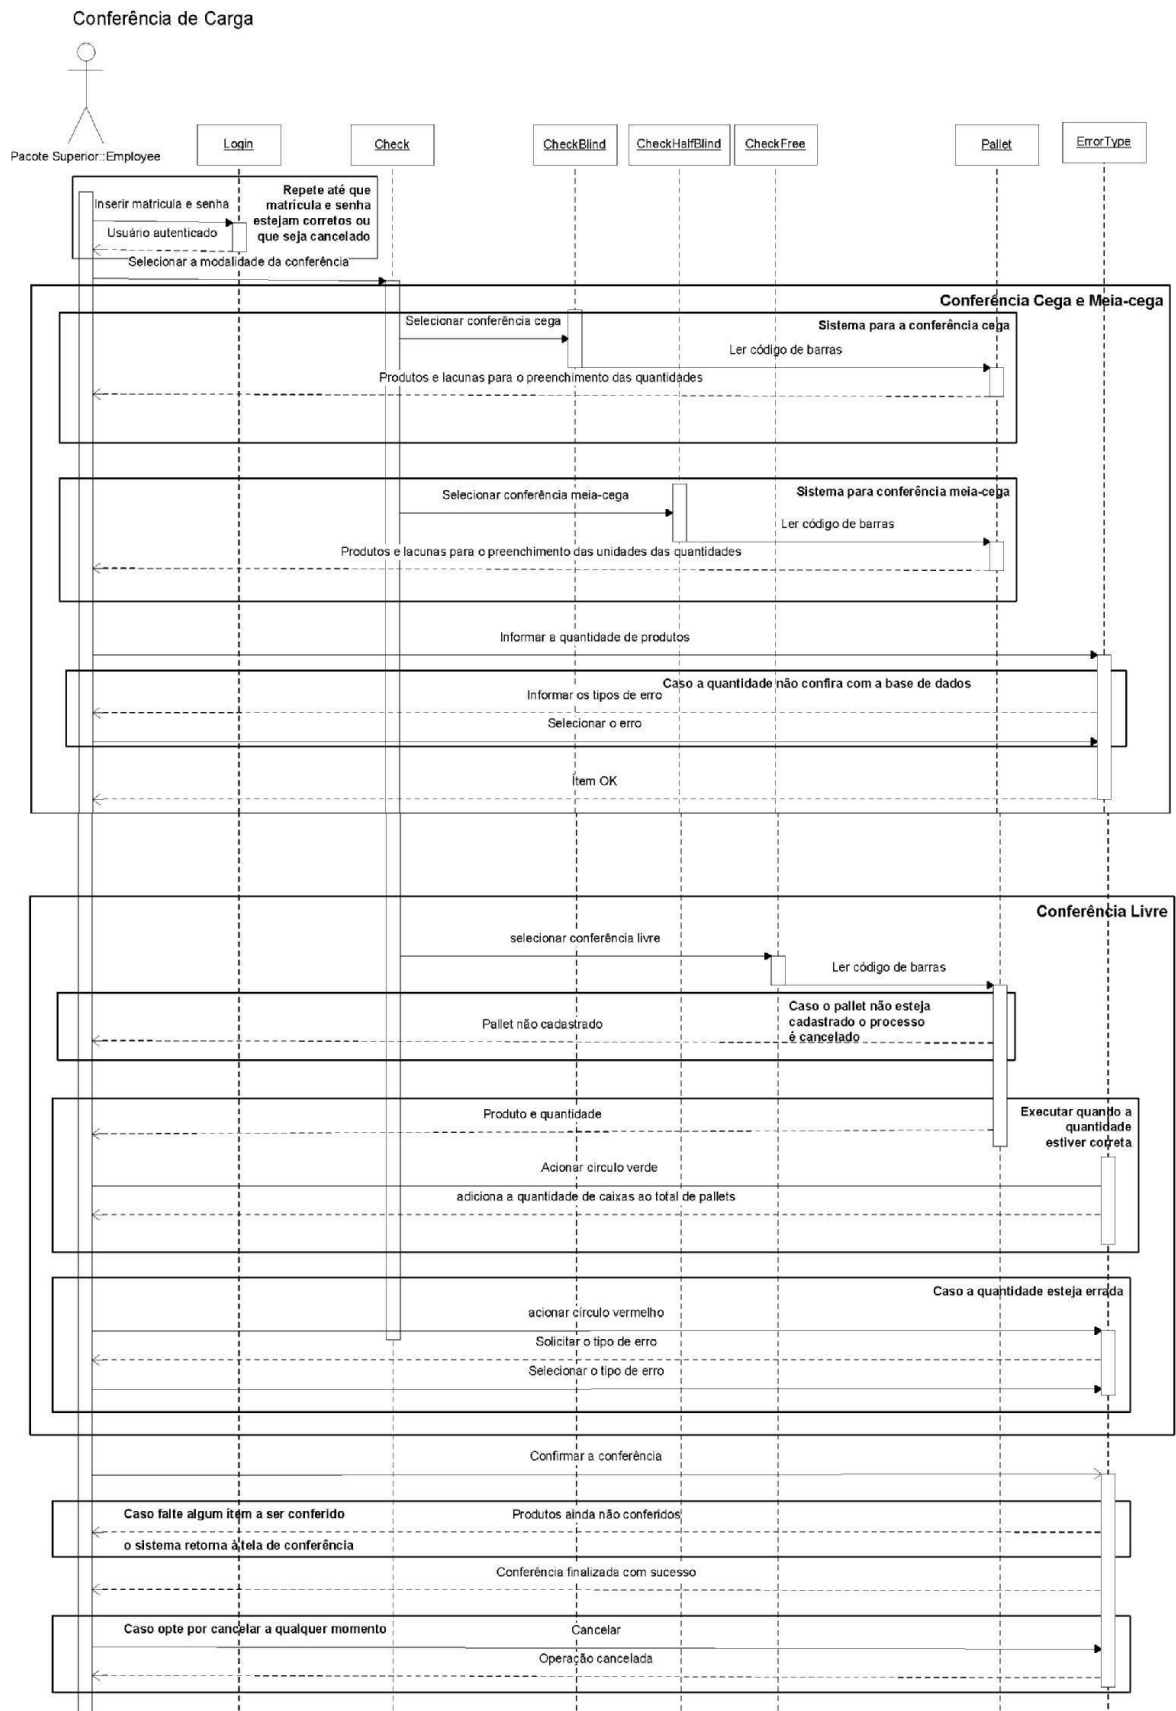 Conferência de Carga
Pacote Superior::Employee
Login
Check
CheckBlind
CheckHalfBlind
CheckFree
Pallet
ErrorType
Repete até que
matricula e senha
estejam corretos ou
que seja cancelado
Inserir matricula e senha
Usuário autenticado
Selecionar a modalidade da conferência
Conferência Cega e Meia-cega
Sistema para a conferência cega
Selecionar conferência cega
Ler código de barras
Produtos e lacunas para o preenchimento das quantidades
Sistema para conferência meia-cega
Selecionar conferência meia-cega
Ler código de barras
Produtos e lacunas para o preenchimento das unidades das quantidades
Informar a quantidade de produtos
Caso a quantidade não confira com a base de dados
Informar os tipos de erro
Selecionar o erro
Ítem OK
Conferência Livre
selecionar conferência livre
Ler código de barras
Caso o pallet não esteja
cadastrado o processo
é cancelado
Pallet não cadastrado
Executar quando a
quantidade
estiver correta
Produto e quantidade
Acionar circulo verde
adiciona a quantidade de caixas ao total de pallets
Caso a quantidade esteja errada
acionar circulo vermelho
Solicitar o tipo de erro
Selecionar o tipo de erro
Confirmar a conferência
Caso falte algum ítem a ser conferido
o sistema retorna à tela de conferência
Produtos ainda não conferidos
Conferência finalizada com sucesso
Caso opte por cancelar a qualquer momento
Cancelar
Operação cancelada